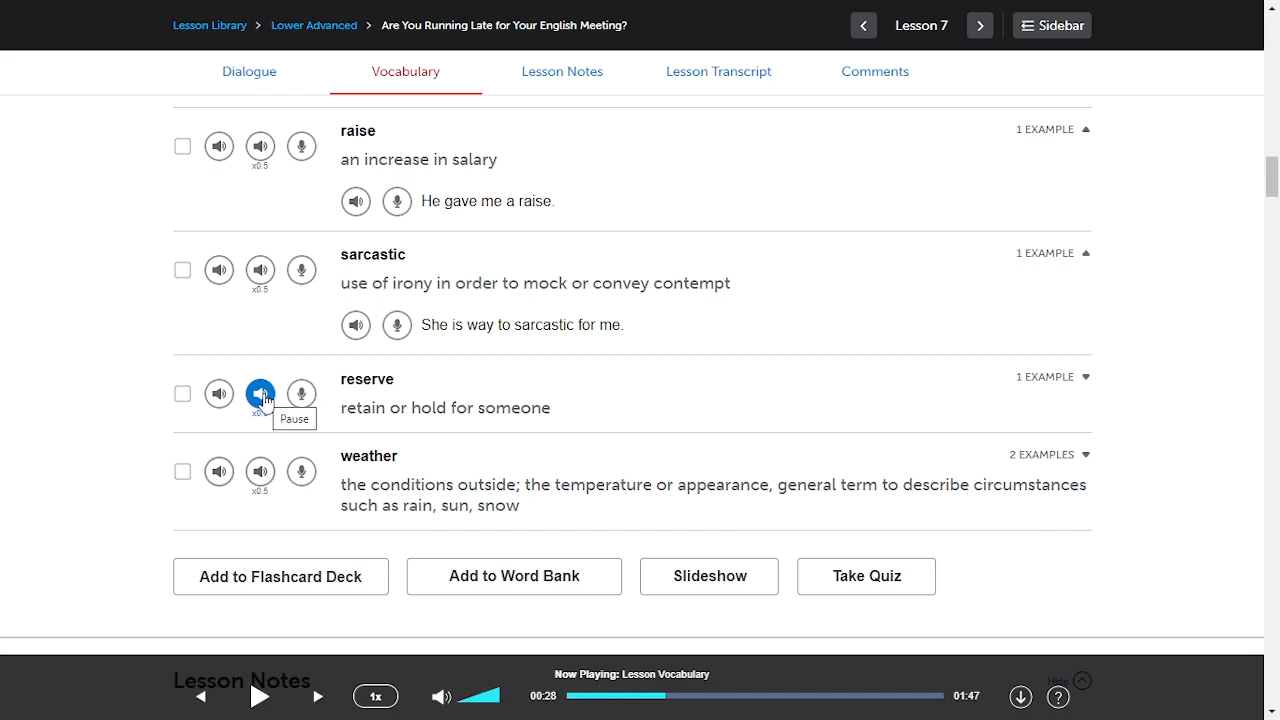 Lesson Library > Lower Advanced > Are You Running Late for Your English Meeting?
Lesson 7
Sidebar
Dialogue
Vocabulary
Lesson Notes
Lesson Transcript
Comments
raise
1 EXAMPLE
x0.5
an increase in salary
He gave me a raise.
sarcastic
1 EXAMPLE
x0.5
use of irony in order to mock or convey contempt
She is way to sarcastic for me.
reserve
1 EXAMPLE
retain or hold for someone
Pause
weather
2 EXAMPLES
x0.5
the conditions outside; the temperature or appearance, general term to describe circumstances
such as rain, sun, snow
Add to Flashcard Deck
Add to Word Bank
Slideshow
Take Quiz
Lesson Notes
Hide
Now Playing: Lesson Vocabulary
1x
00:28
01:47
?